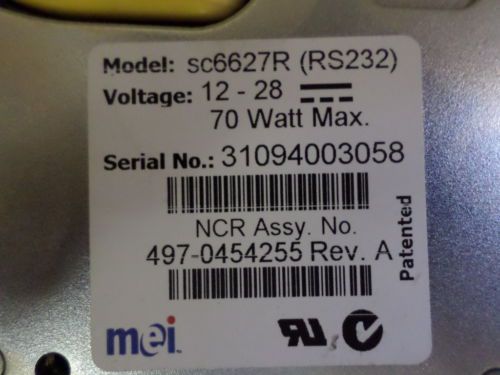 Model: sc6627R (RS232)
Voltage: 12 - 28
70 Watt Max.
Serial No.: 31094003058
NCR Assy. No.
497-0454255 Rev. A
Patented
mei